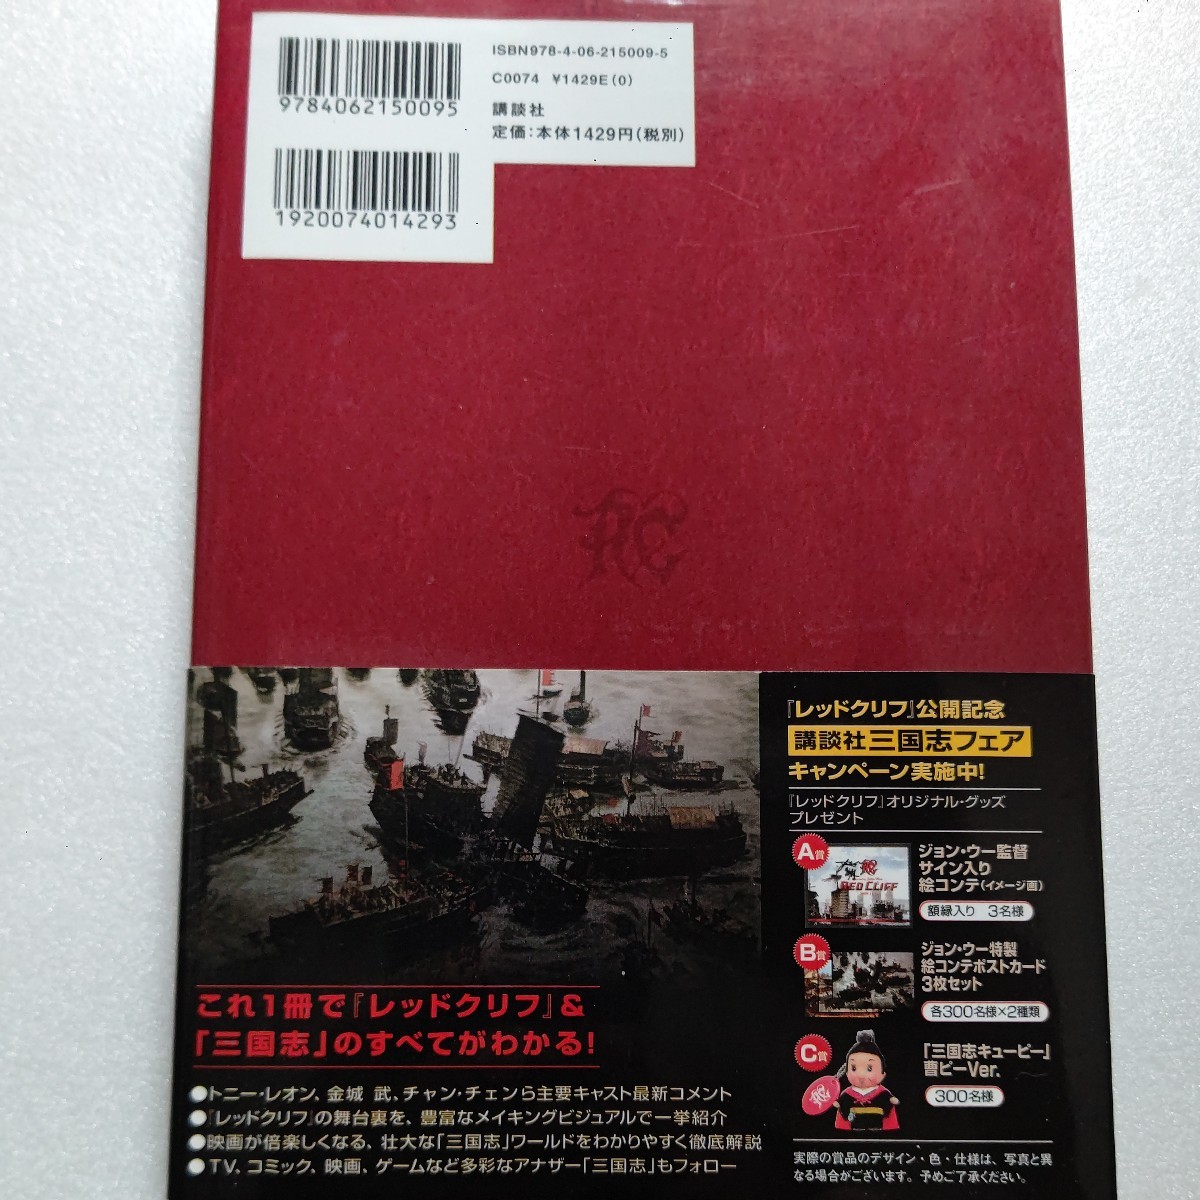 ISBN978-4-06-215009-5
C0074 ¥1429E(0)
講談社
定価:本体1429円(税別)
9784062150095
1920074014293
RC
『レッドクリフ』公開記念
講談社三国志フェア
キャンペーン実施中!
『レッドクリフ』オリジナル・グッズ
プレゼント
A賞
RED CLIFF
ジョン・ウー監督
サイン入り
絵コンテ(イメージ画)
額縁入り 3名様
B賞
ジョン・ウー特製
絵コンテポストカード
3枚セット
各300名様×2種類
C賞
「三国志キューピー」
曹ピーVer.
300名様
実際の賞品のデザイン・色・仕様は、写真と異
なる場合がございます。予めご了承ください。
これ1冊で『レッドクリフ』&
「三国志」のすべてがわかる!
●トニー・レオン、金城 武、チャン・チェンら主要キャスト最新コメント
●『レッドクリフ』の舞台裏を、豊富なメイキングビジュアルで一挙紹介
●映画が倍楽しくなる、壮大な「三国志」ワールドをわかりやすく徹底解説
●TV、コミック、映画、ゲームなど多彩なアナザー「三国志」もフォロー